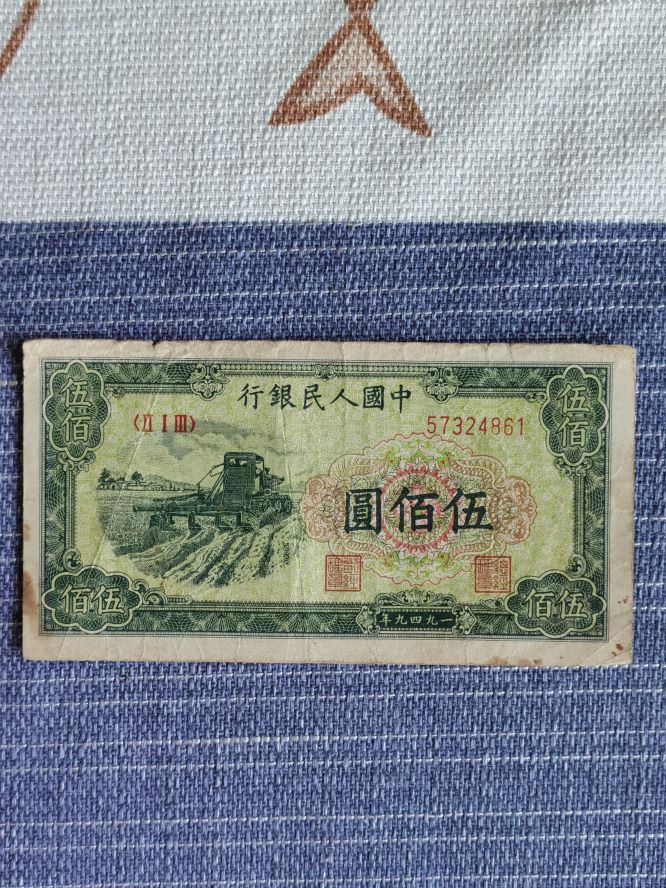 伍佰
中國人民銀行
伍佰
〈II I III〉
57324861
伍佰圓
伍佰
一九四九年
伍佰